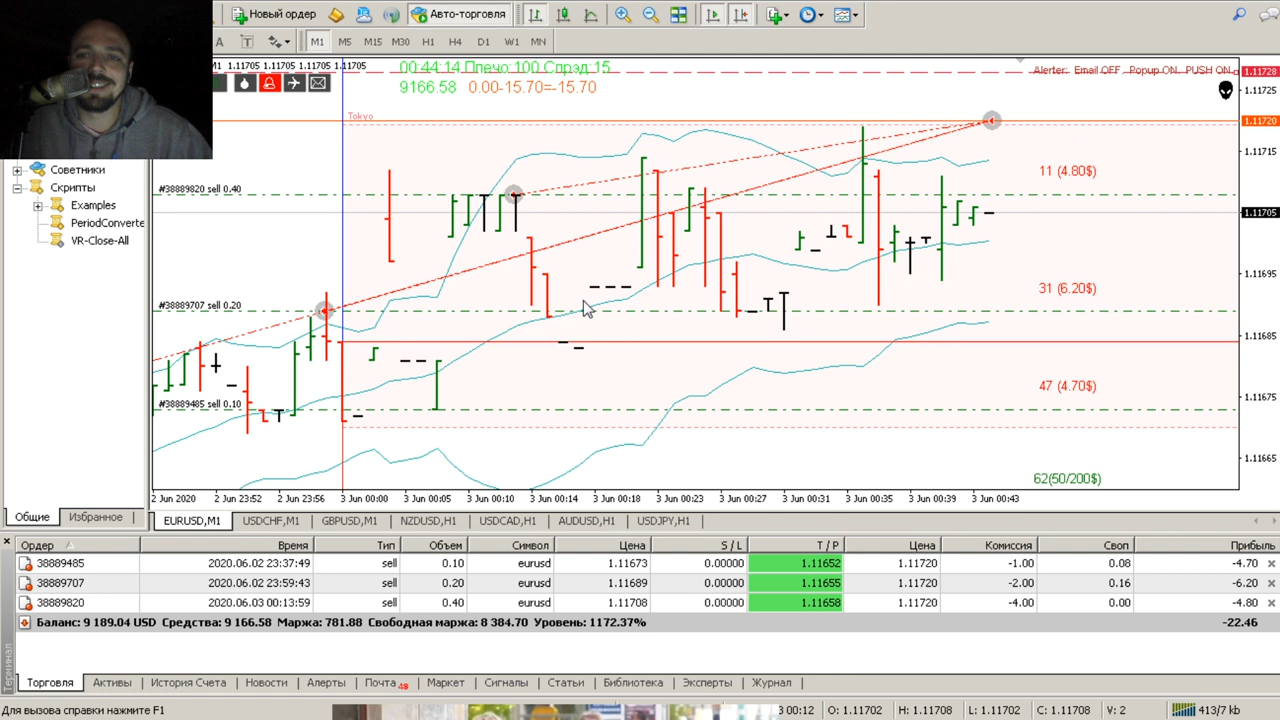 Новый ордер
Авто-торговля
A T M1 M5 M15 M30 H1 H4 D1 W1 MN
1.11705 1.11705 1.11705 1.11705
00:44:14 Плечо:100 Спрэд:15
9166.58 0.00-15.70=-15.70
Alerter: Email OFF Popup ON PUSH ON
Tokyo
1.11728
1.11725
1.11720
1.11715
1.11705
1.11695
1.11685
1.11675
1.11665
11 (4.80$)
31 (6.20$)
47 (4.70$)
62(50/200$)
#38889820 sell 0.40
#38889707 sell 0.20
#38889485 sell 0.10
Советники
Скрипты
Examples
PeriodConverte
VR-Close-All
2 Jun 2020 2 Jun 23:52 2 Jun 23:56 3 Jun 00:00 3 Jun 00:05 3 Jun 00:10 3 Jun 00:14 3 Jun 00:18 3 Jun 00:23 3 Jun 00:27 3 Jun 00:31 3 Jun 00:35 3 Jun 00:39 3 Jun 00:43
Общие Избранное
EURUSD,M1 USDCHF,M1 GBPUSD,M1 NZDUSD,H1 USDCAD,H1 AUDUSD,H1 USDJPY,H1
Ордер Время Тип Объем Символ Цена S / L T / P Цена Комиссия Своп Прибыль
38889485 2020.06.02 23:37:49 sell 0.10 eurusd 1.11673 0.00000 1.11652 1.11720 -1.00 0.08 -4.70
38889707 2020.06.02 23:59:43 sell 0.20 eurusd 1.11689 0.00000 1.11655 1.11720 -2.00 0.16 -6.20
38889820 2020.06.03 00:13:59 sell 0.40 eurusd 1.11708 0.00000 1.11658 1.11720 -4.00 0.00 -4.80
Баланс: 9 189.04 USD Средства: 9 166.58 Маржа: 781.88 Свободная маржа: 8 384.70 Уровень: 1172.37% -22.46
Терминал
Торговля Активы История Счета Новости Алерты Почта 48 Маркет Сигналы Статьи Библиотека Эксперты Журнал
Для вызова справки нажмите F1 3 00:12 O: 1.11702 H: 1.11708 L: 1.11702 C: 1.11708 V: 2 413/7 kb